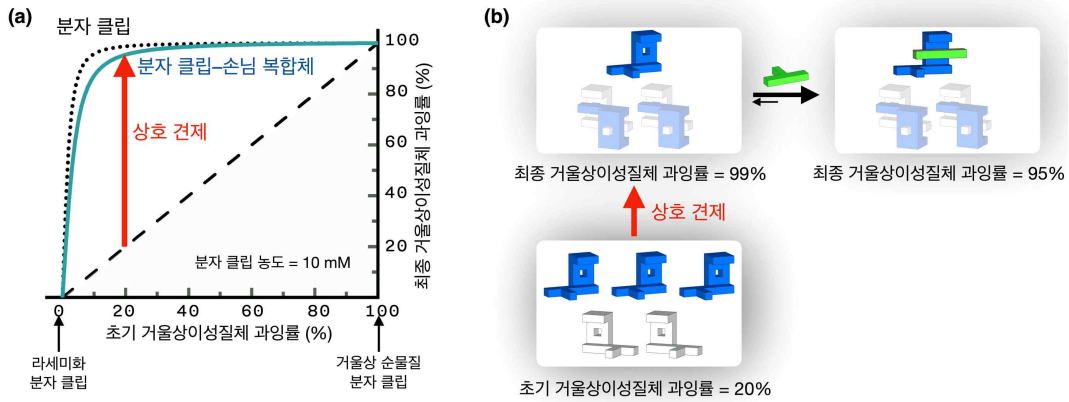 (a)
분자 클립
분자 클립–손님 복합체
상호 견제
분자 클립 농도 = 10 mM
100
80
60
40
20
최종 거울상이성질체 과잉률 (%)
0 20 40 60 80 100
초기 거울상이성질체 과잉률 (%)
라세미화
분자 클립
거울상 순물질
분자 클립
(b)
최종 거울상이성질체 과잉률 = 99%
최종 거울상이성질체 과잉률 = 95%
상호 견제
초기 거울상이성질체 과잉률 = 20%